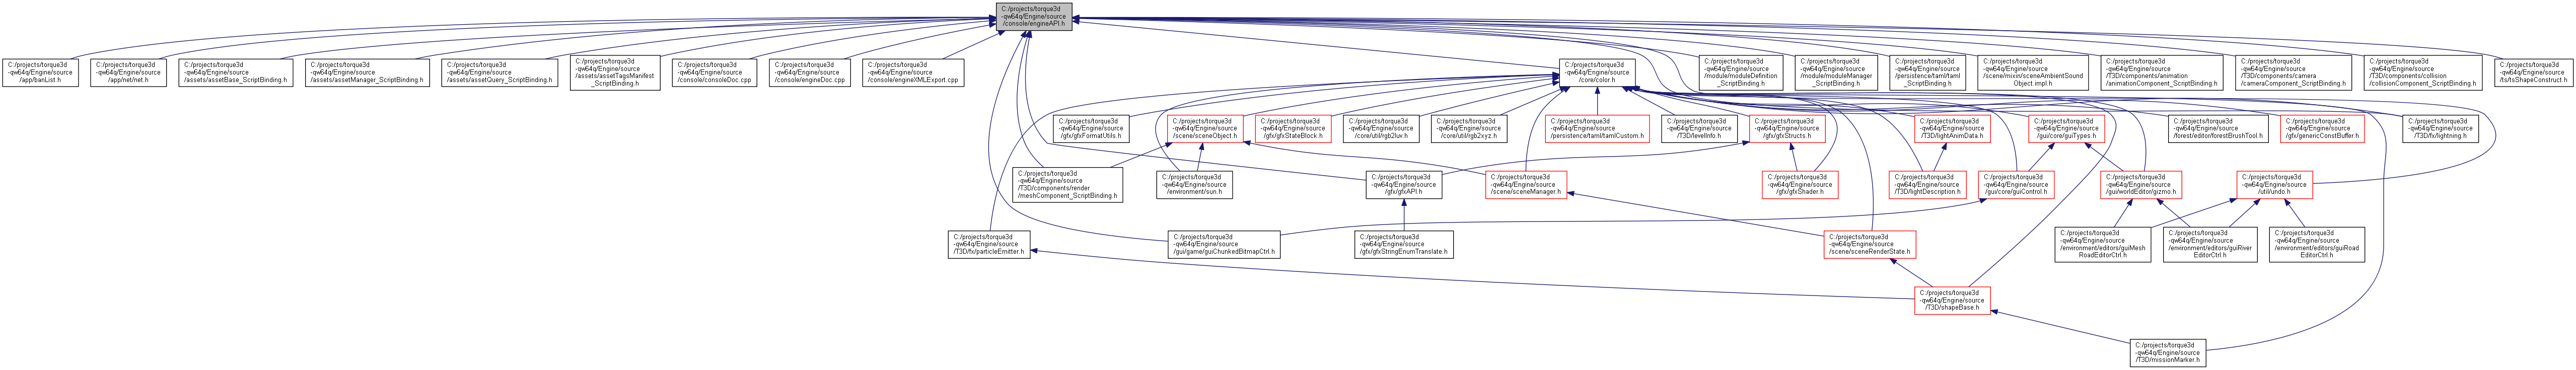 C:/projects/torque3d
-qw64q/Engine/source
/console/engineAPI.h
C:/projects/torque3d
-qw64q/Engine/source
/app/banList.h
C:/projects/torque3d
-qw64q/Engine/source
/app/net/net.h
C:/projects/torque3d
-qw64q/Engine/source
/assets/assetBase_ScriptBinding.h
C:/projects/torque3d
-qw64q/Engine/source
/assets/assetManager_ScriptBinding.h
C:/projects/torque3d
-qw64q/Engine/source
/assets/assetQuery_ScriptBinding.h
C:/projects/torque3d
-qw64q/Engine/source
/assets/assetTagsManifest
_ScriptBinding.h
C:/projects/torque3d
-qw64q/Engine/source
/console/consoleDoc.cpp
C:/projects/torque3d
-qw64q/Engine/source
/console/engineDoc.cpp
C:/projects/torque3d
-qw64q/Engine/source
/console/engineXMLExport.cpp
C:/projects/torque3d
-qw64q/Engine/source
/core/color.h
C:/projects/torque3d
-qw64q/Engine/source
/module/moduleDefinition
_ScriptBinding.h
C:/projects/torque3d
-qw64q/Engine/source
/module/moduleManager
_ScriptBinding.h
C:/projects/torque3d
-qw64q/Engine/source
/persistence/taml/taml
_ScriptBinding.h
C:/projects/torque3d
-qw64q/Engine/source
/scene/mixin/sceneAmbientSound
Object.impl.h
C:/projects/torque3d
-qw64q/Engine/source
/T3D/components/animation
/animationComponent_ScriptBinding.h
C:/projects/torque3d
-qw64q/Engine/source
/T3D/components/camera
/cameraComponent_ScriptBinding.h
C:/projects/torque3d
-qw64q/Engine/source
/T3D/components/collision
/collisionComponent_ScriptBinding.h
C:/projects/torque3d
-qw64q/Engine/source
/ts/tsShapeConstruct.h
C:/projects/torque3d
-qw64q/Engine/source
/gfx/gfxFormatUtils.h
C:/projects/torque3d
-qw64q/Engine/source
/scene/sceneObject.h
C:/projects/torque3d
-qw64q/Engine/source
/gfx/gfxStateBlock.h
C:/projects/torque3d
-qw64q/Engine/source
/core/util/rgb2luv.h
C:/projects/torque3d
-qw64q/Engine/source
/core/util/rgb2xyz.h
C:/projects/torque3d
-qw64q/Engine/source
/persistence/taml/tamlCustom.h
C:/projects/torque3d
-qw64q/Engine/source
/T3D/levelInfo.h
C:/projects/torque3d
-qw64q/Engine/source
/gfx/gfxStructs.h
C:/projects/torque3d
-qw64q/Engine/source
/T3D/lightAnimData.h
C:/projects/torque3d
-qw64q/Engine/source
/gui/core/guiTypes.h
C:/projects/torque3d
-qw64q/Engine/source
/forest/editor/forestBrushTool.h
C:/projects/torque3d
-qw64q/Engine/source
/gfx/genericConstBuffer.h
C:/projects/torque3d
-qw64q/Engine/source
/T3D/fx/lightning.h
C:/projects/torque3d
-qw64q/Engine/source
/T3D/components/render
/meshComponent_ScriptBinding.h
C:/projects/torque3d
-qw64q/Engine/source
/environment/sun.h
C:/projects/torque3d
-qw64q/Engine/source
/gfx/gfxAPI.h
C:/projects/torque3d
-qw64q/Engine/source
/scene/sceneManager.h
C:/projects/torque3d
-qw64q/Engine/source
/gfx/gfxShader.h
C:/projects/torque3d
-qw64q/Engine/source
/T3D/lightDescription.h
C:/projects/torque3d
-qw64q/Engine/source
/gui/core/guiControl.h
C:/projects/torque3d
-qw64q/Engine/source
/gui/worldEditor/gizmo.h
C:/projects/torque3d
-qw64q/Engine/source
/util/undo.h
C:/projects/torque3d
-qw64q/Engine/source
/T3D/fx/particleEmitter.h
C:/projects/torque3d
-qw64q/Engine/source
/gui/game/guiChunkedBitmapCtrl.h
C:/projects/torque3d
-qw64q/Engine/source
/gfx/gfxStringEnumTranslate.h
C:/projects/torque3d
-qw64q/Engine/source
/scene/sceneRenderState.h
C:/projects/torque3d
-qw64q/Engine/source
/environment/editors/guiMesh
RoadEditorCtrl.h
C:/projects/torque3d
-qw64q/Engine/source
/environment/editors/guiRiver
EditorCtrl.h
C:/projects/torque3d
-qw64q/Engine/source
/environment/editors/guiRoad
EditorCtrl.h
C:/projects/torque3d
-qw64q/Engine/source
/T3D/shapeBase.h
C:/projects/torque3d
-qw64q/Engine/source
/T3D/missionMarker.h